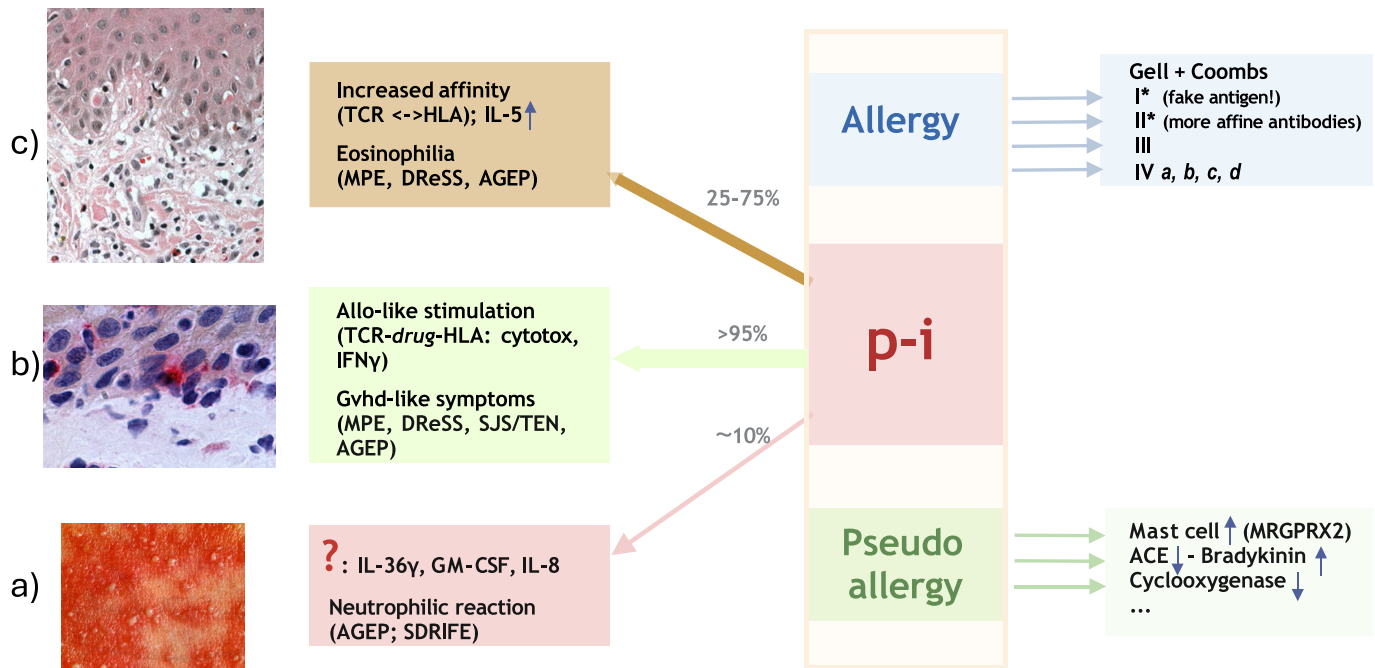 c)
Increased affinity
(TCR <->HLA); IL-5↑
Eosinophilia
(MPE, DReSS, AGEP)
25-75%
b)
Allo-like stimulation
(TCR-drug-HLA: cytotox,
IFNγ)
Gvhd-like symptoms
(MPE, DReSS, SJS/TEN,
AGEP)
>95%
a)
?: IL-36γ, GM-CSF, IL-8
Neutrophilic reaction
(AGEP; SDRIFE)
~10%
Allergy
p-i
Pseudo
allergy
Gell + Coombs
I* (fake antigen!)
II* (more affine antibodies)
III
IV a, b, c, d
Mast cell ↑ (MRGPRX2)
ACE ↓ - Bradykinin ↑
Cyclooxygenase ↓
...